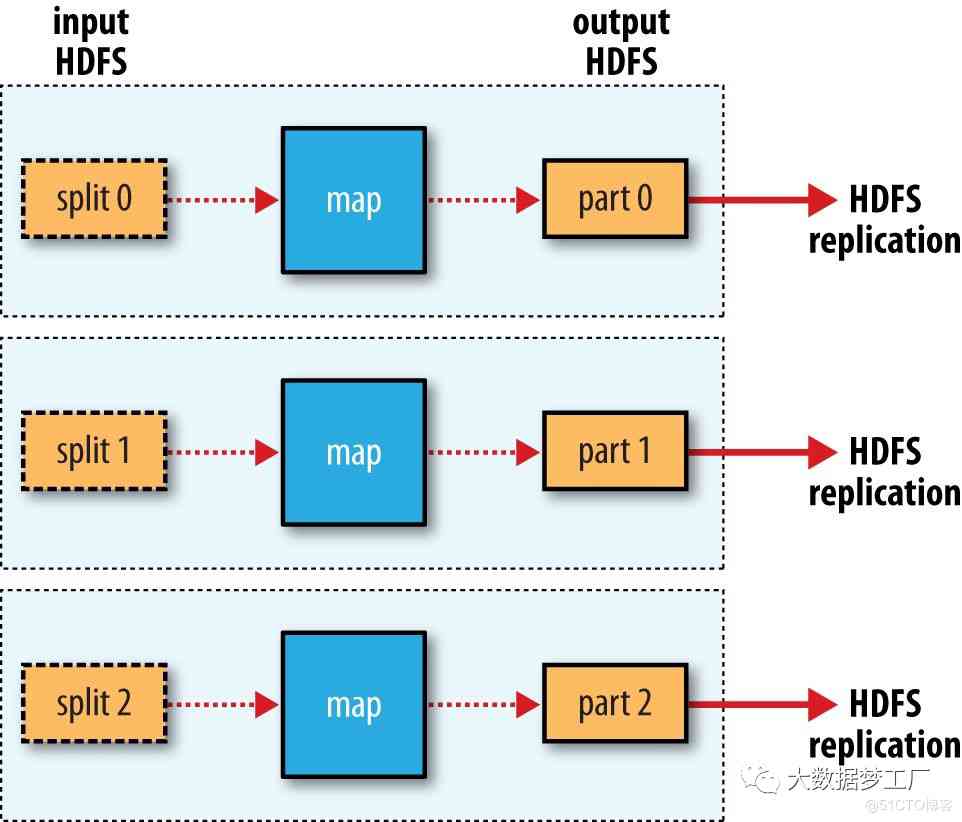 input
HDFS
output
HDFS
split 0
map
part 0
HDFS
replication
split 1
map
part 1
HDFS
replication
split 2
map
part 2
HDFS
replication
大数据梦工厂
@51CTO博客